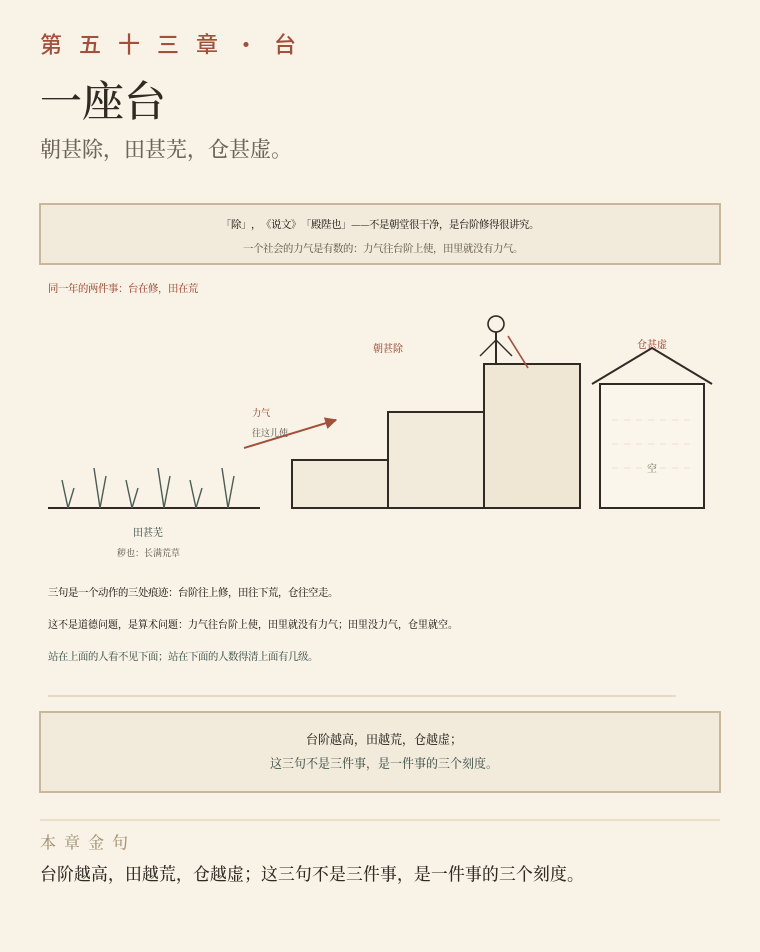 第五十三章・台
一座台
朝甚除，田甚芜，仓甚虚。
「除」，《说文》「殿陛也」——不是朝堂很干净，是台阶修得很讲究。
一个社会的力气是有数的：力气往台阶上使，田里就没有力气。
同一年的两件事：台在修，田在荒
仓甚虚
朝甚除
力气
往这儿使
空
田甚芜
秽也：长满荒草
三句是一个动作的三处痕迹：台阶往上修，田往下荒，仓往空走。
这不是道德问题，是算术问题：力气往台阶上使，田里就没有力气；田里没力气，仓里就空。
站在上面的人看不见下面；站在下面的人数得清上面有几级。
台阶越高，田越荒，仓越虚；
这三句不是三件事，是一件事的三个刻度。
本章金句
台阶越高，田越荒，仓越虚；这三句不是三件事，是一件事的三个刻度。